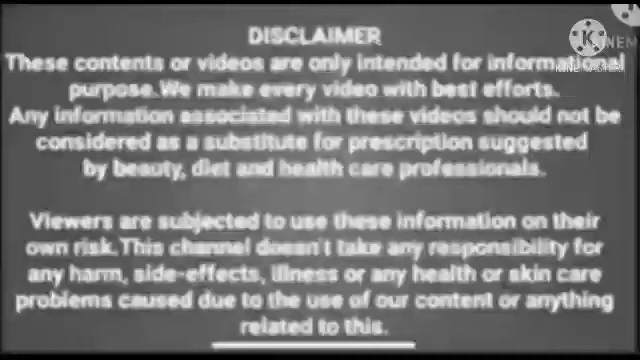 DISCLAIMER
These contents or videos are only intended for informational
purpose.We make every video with best efforts.
Any information associated with these videos should not be
considered as a substitute for prescription suggested
by beauty, diet and health care professionals.
Viewers are subjected to use these information on their
own risk.This channel doesn't take any responsibility for
any harm, side-effects, illness or any health or skin care
problems caused due to the use of our content or anything
related to this.